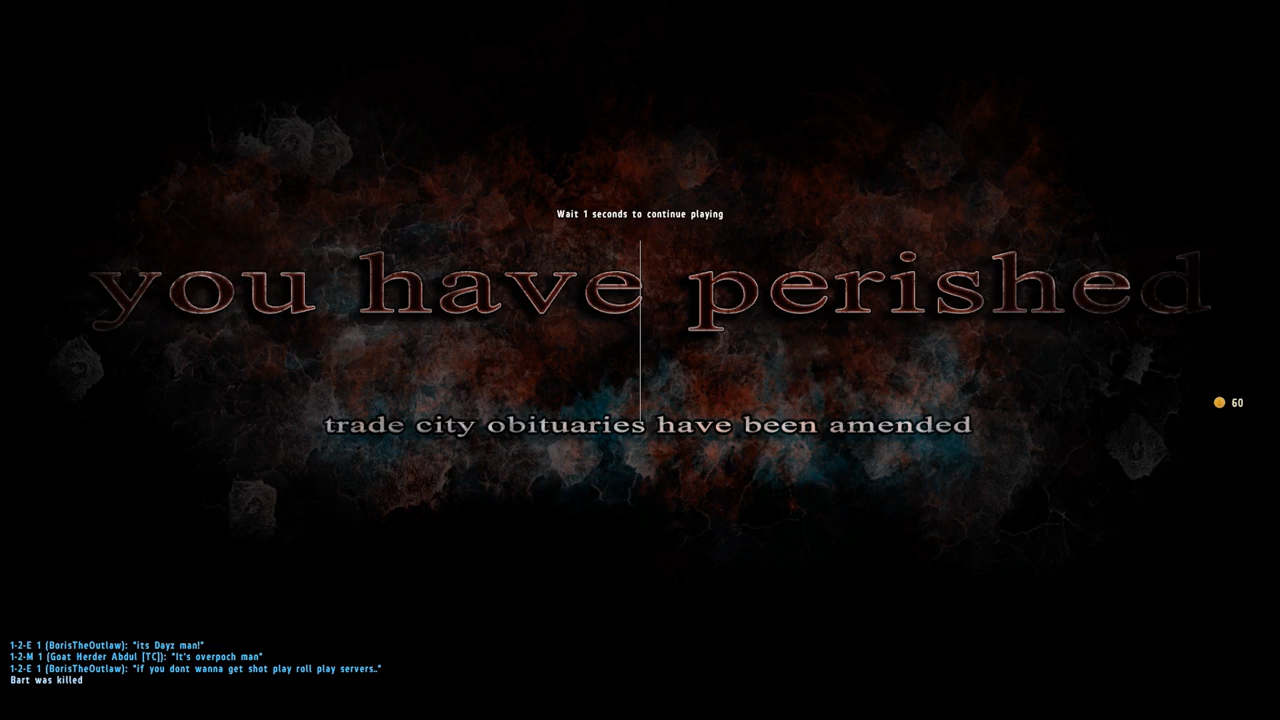 Wait 1 seconds to continue playing
you have perished
60
trade city obituaries have been amended
1-2-E 1 (BorisTheOutlaw): "its Dayz man!"
1-2-M 1 (Goat Herder Abdul [TC]): "It's overpoch man"
1-2-E 1 (BorisTheOutlaw): "if you dont wanna get shot play roll play servers.."
Bart was killed